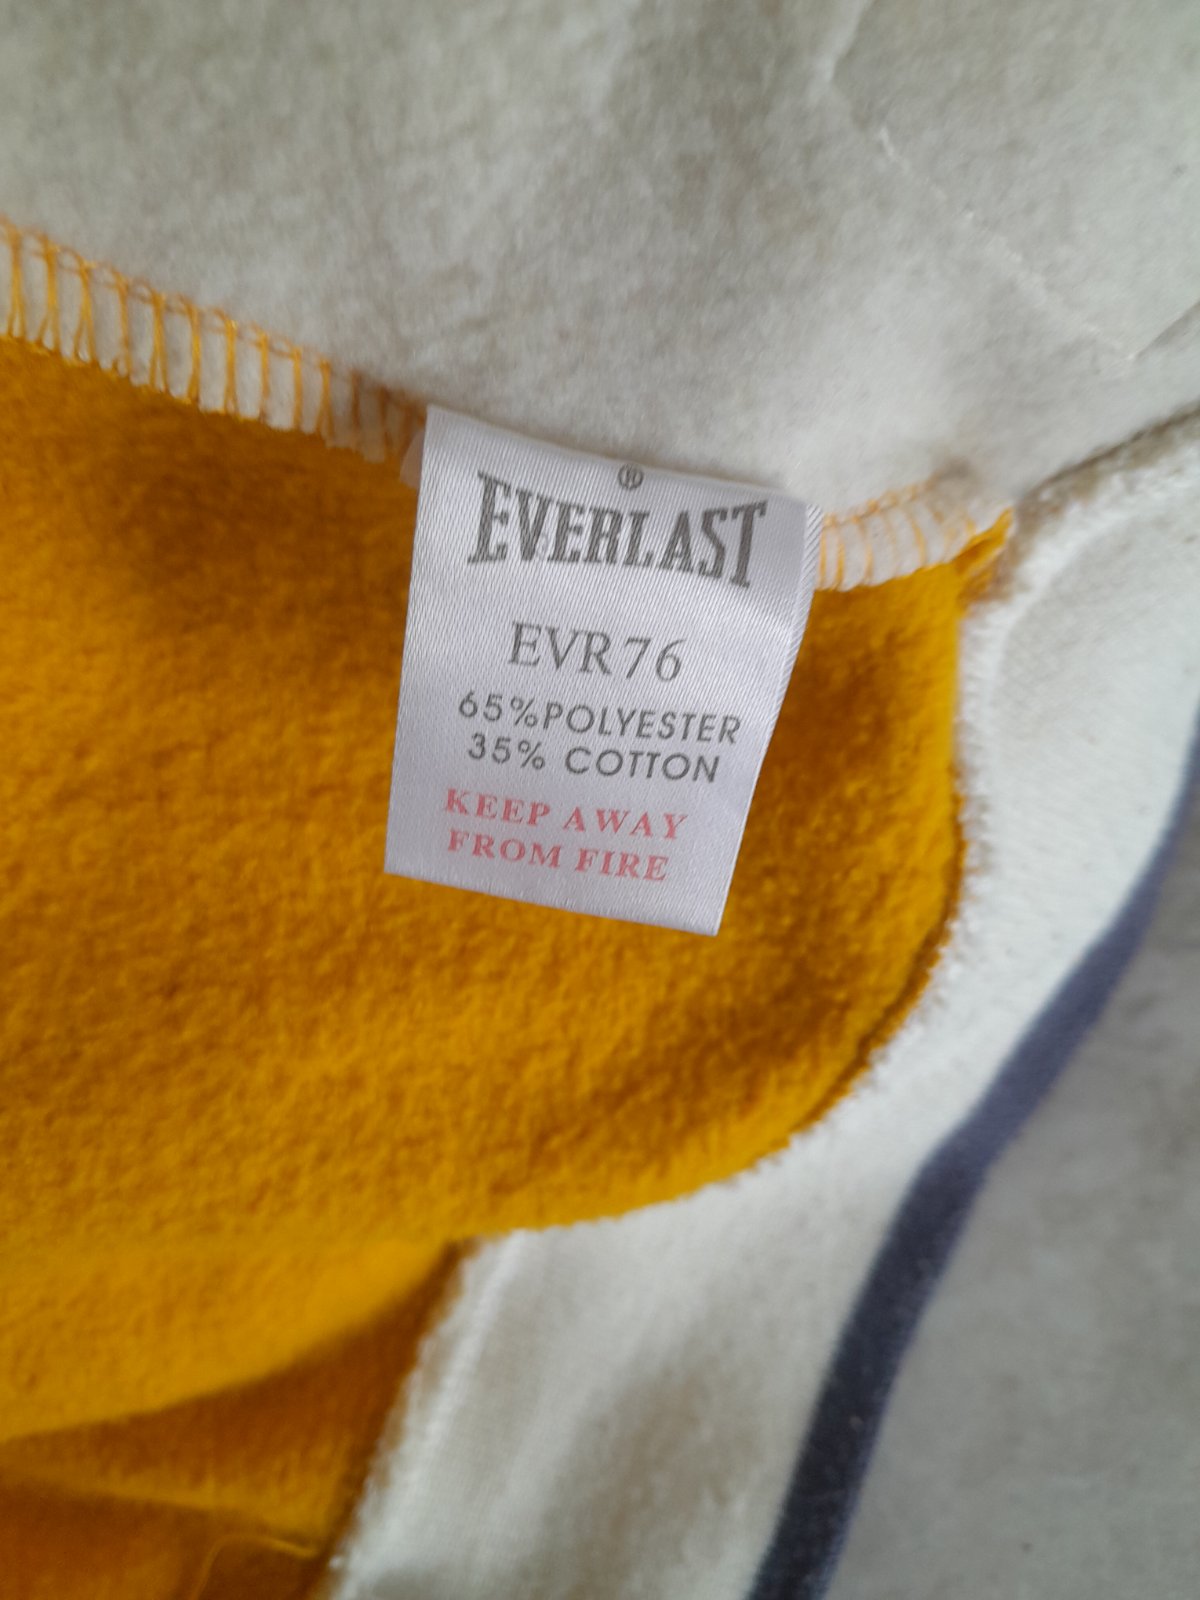 ®
EVERLAST
EVR76
65%POLYESTER
35% COTTON
KEEP AWAY
FROM FIRE